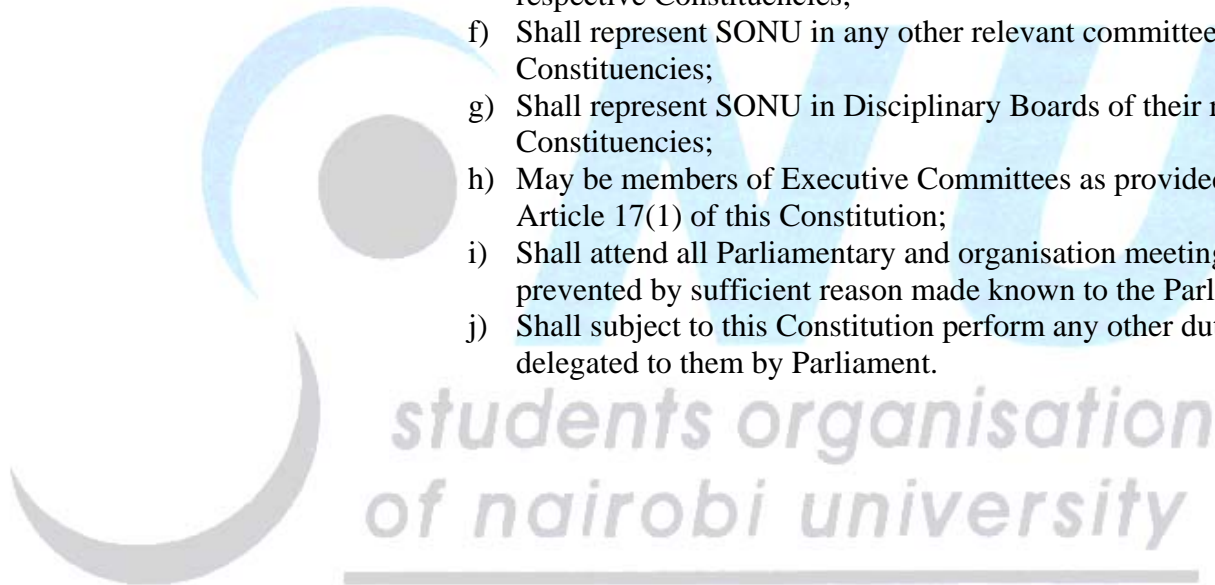 respective Constituencies;
f) Shall represent SONU in any other relevant committee
Constituencies;
g) Shall represent SONU in Disciplinary Boards of their r
Constituencies;
h) May be members of Executive Committees as provided
Article 17(1) of this Constitution;
i) Shall attend all Parliamentary and organisation meeting
prevented by sufficient reason made known to the Parl
j) Shall subject to this Constitution perform any other dut
delegated to them by Parliament.
NU
students organisation
of nairobi university